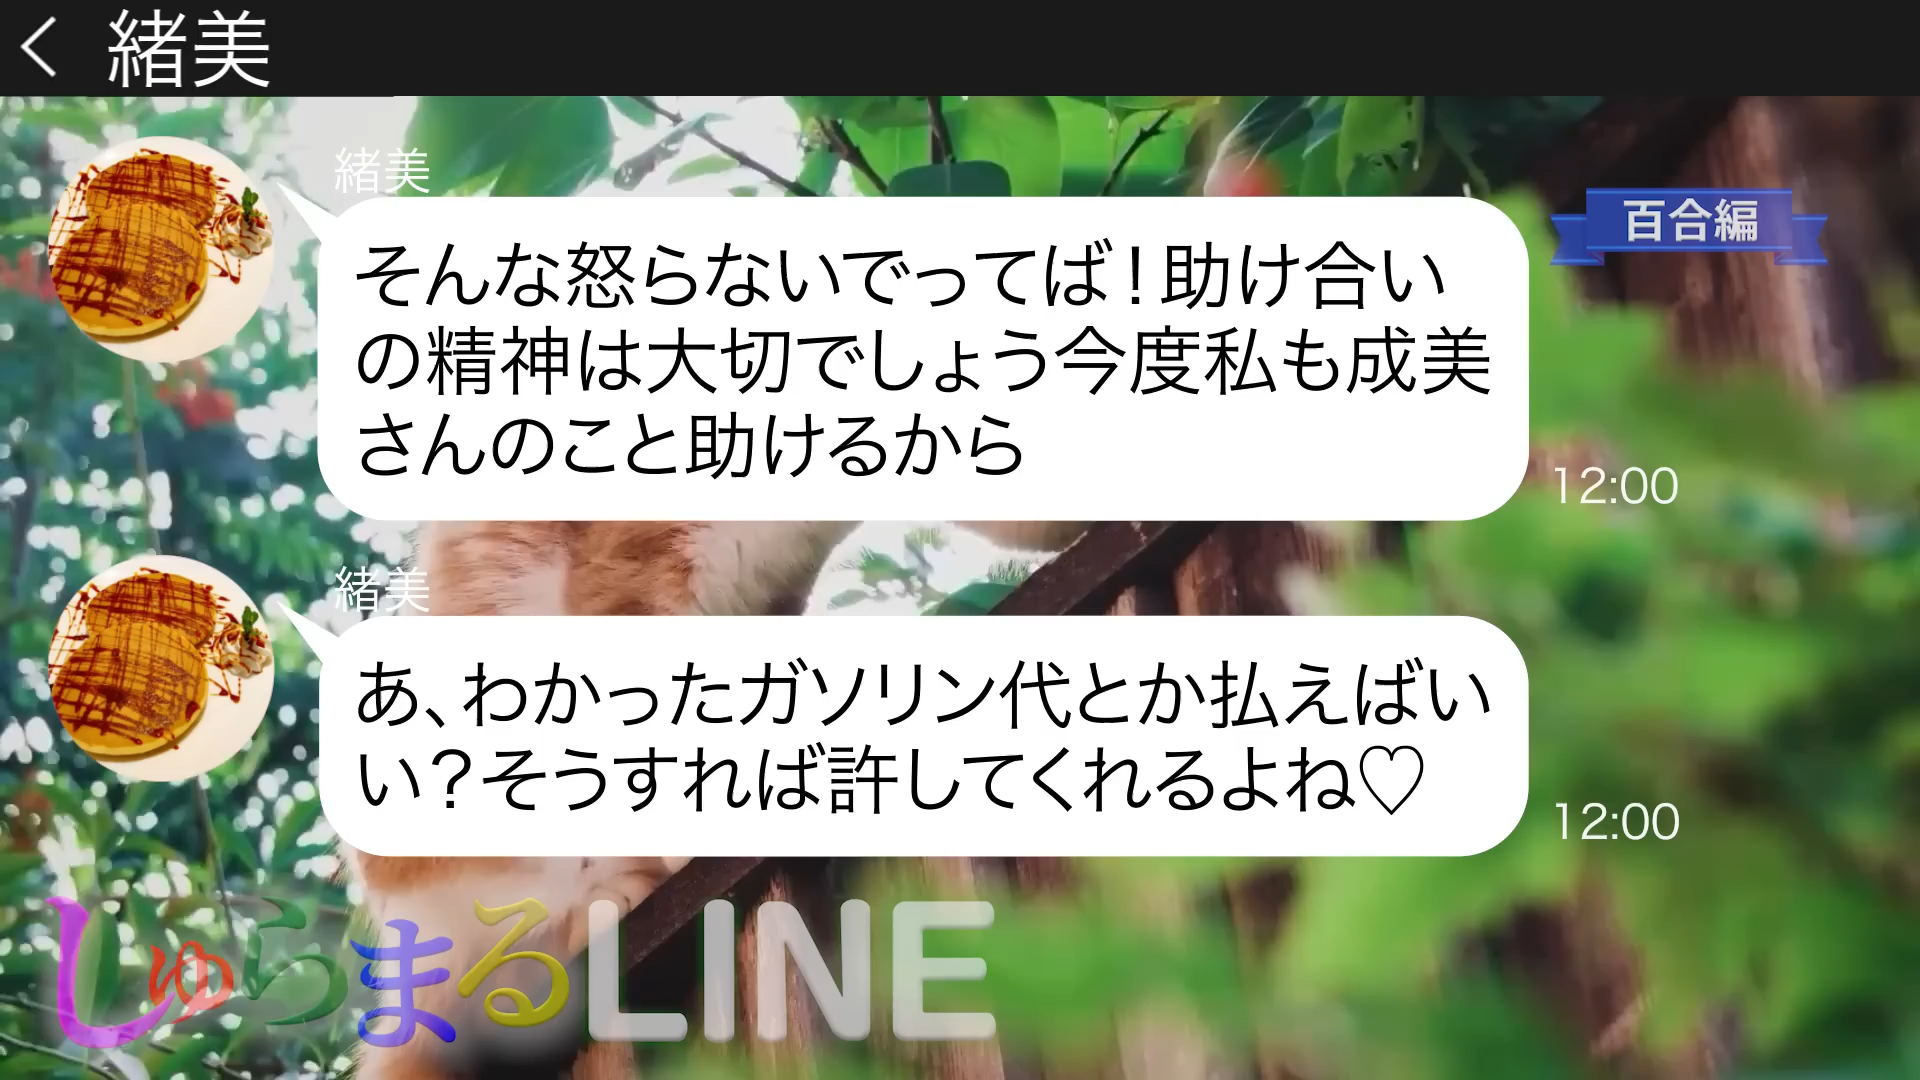 緒美
緒美
百合編
そんな怒らないでってば!助け合い
の精神は大切でしょう今度私も成美
さんのこと助けるから
12:00
緒美
あ、わかったガソリン代とか払えばい
い?そうすれば許してくれるよね♡
12:00
しゅらまるLINE